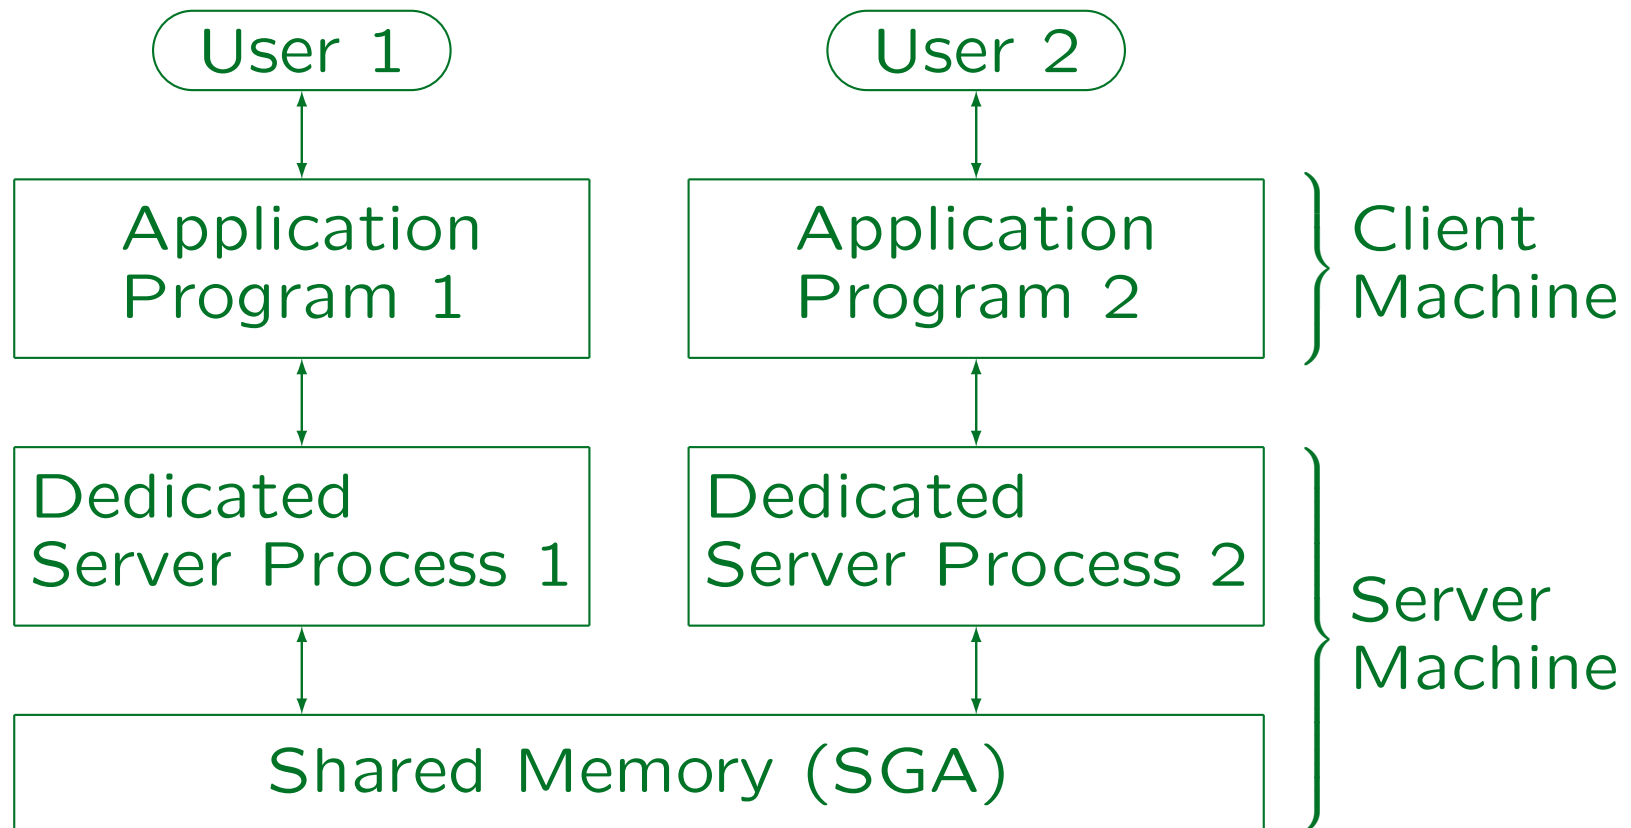 User 1
User 2
Application
Program 1
Application
Program 2
Client
Machine
Dedicated
Server Process 1
Dedicated
Server Process 2
Server
Machine
Shared Memory (SGA)